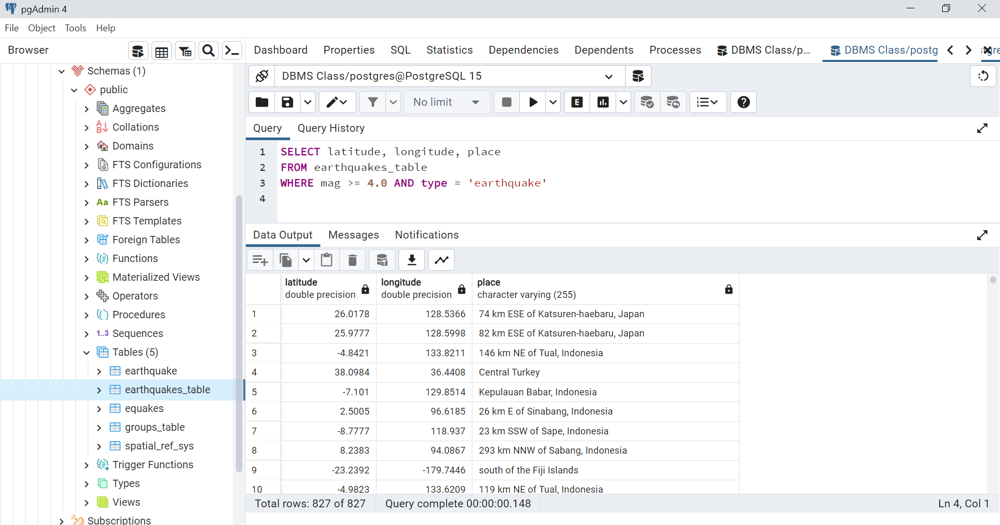 pgAdmin 4
File Object Tools Help
Browser
Dashboard Properties SQL Statistics Dependencies Dependents Processes DBMS Class/p... DBMS Class/postg
Schemas (1)
public
Aggregates
Collations
Domains
FTS Configurations
FTS Dictionaries
Aa FTS Parsers
FTS Templates
Foreign Tables
Functions
Materialized Views
Operators
Procedures
1..3 Sequences
Tables (5)
earthquake
earthquakes_table
equakes
groups_table
spatial_ref_sys
Trigger Functions
Types
Views
Subscriptions
DBMS Class/postgres@PostgreSQL 15
No limit
E
Query Query History
1 SELECT latitude, longitude, place
2 FROM earthquakes_table
3 WHERE mag >= 4.0 AND type = 'earthquake'
4
Data Output Messages Notifications
latitude longitude place
double precision double precision character varying (255)
1 26.0178 128.5366 74 km ESE of Katsuren-haebaru, Japan
2 25.9777 128.5998 82 km ESE of Katsuren-haebaru, Japan
3 -4.8421 133.8211 146 km NE of Tual, Indonesia
4 38.0984 36.4408 Central Turkey
5 -7.101 129.8514 Kepulauan Babar, Indonesia
6 2.5005 96.6185 26 km E of Sinabang, Indonesia
7 -8.7777 118.937 23 km SSW of Sape, Indonesia
8 8.2383 94.0867 293 km NNW of Sabang, Indonesia
9 -23.2392 -179.7446 south of the Fiji Islands
10 -4.9823 133.6209 119 km NE of Tual, Indonesia
Total rows: 827 of 827 Query complete 00:00:00.148 Ln 4, Col 1